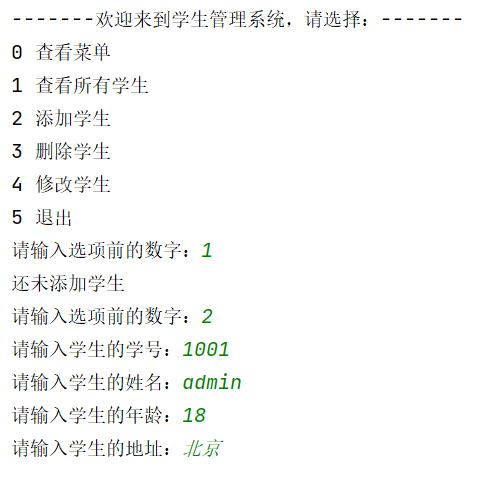 -------欢迎来到学生管理系统，请选择：-------
0 查看菜单
1 查看所有学生
2 添加学生
3 删除学生
4 修改学生
5 退出
请输入选项前的数字：1
还未添加学生
请输入选项前的数字：2
请输入学生的学号：1001
请输入学生的姓名：admin
请输入学生的年龄：18
请输入学生的地址：北京